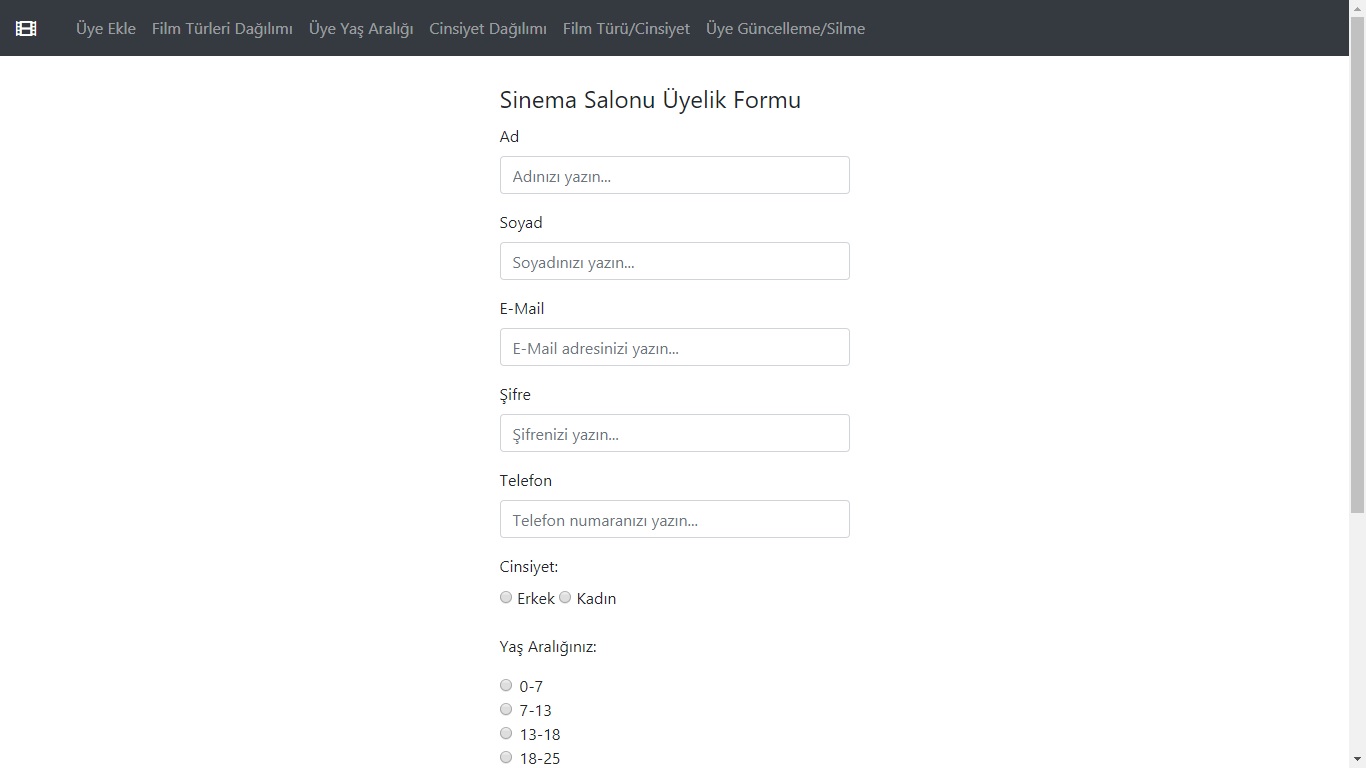 Üye Ekle Film Türleri Dağılımı Üye Yaş Aralığı Cinsiyet Dağılımı Film Türü/Cinsiyet Üye Güncelleme/Silme
Sinema Salonu Üyelik Formu
Ad
Adınızı yazın...
Soyad
Soyadınızı yazın...
E-Mail
E-Mail adresinizi yazın...
Şifre
Şifrenizi yazın...
Telefon
Telefon numaranızı yazın...
Cinsiyet:
Erkek Kadın
Yaş Aralığınız:
0-7
7-13
13-18
18-25